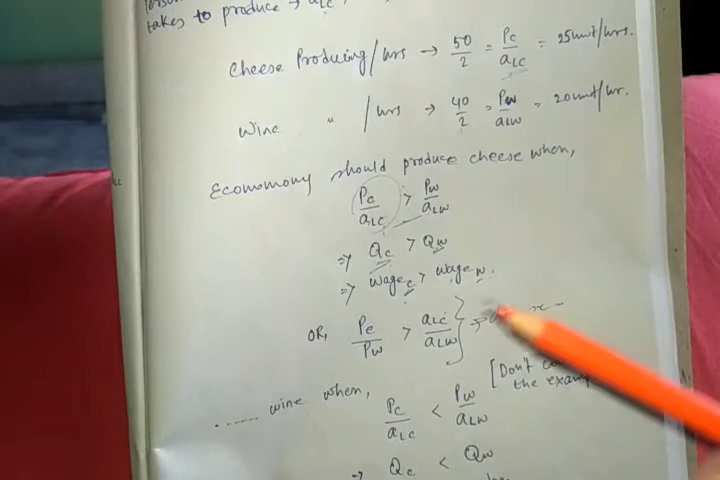 takes to produce → aLC,
Cheese Producing/hrs → 50/2 = Pc/aLC = 25unit/hrs.
Wine " /hrs → 40/2 = Pw/aLW = 20unit/hr.
Ecomomony should produce cheese when,
Pc/aLC > Pw/aLW
⇒ Qc > Qw
⇒ Wagec > Wagew.
OR, Pc/Pw > aLC/aLW
[Don't
the
...... wine when,
Pc/aLC < Pw/aLW
→ Qc < Qw